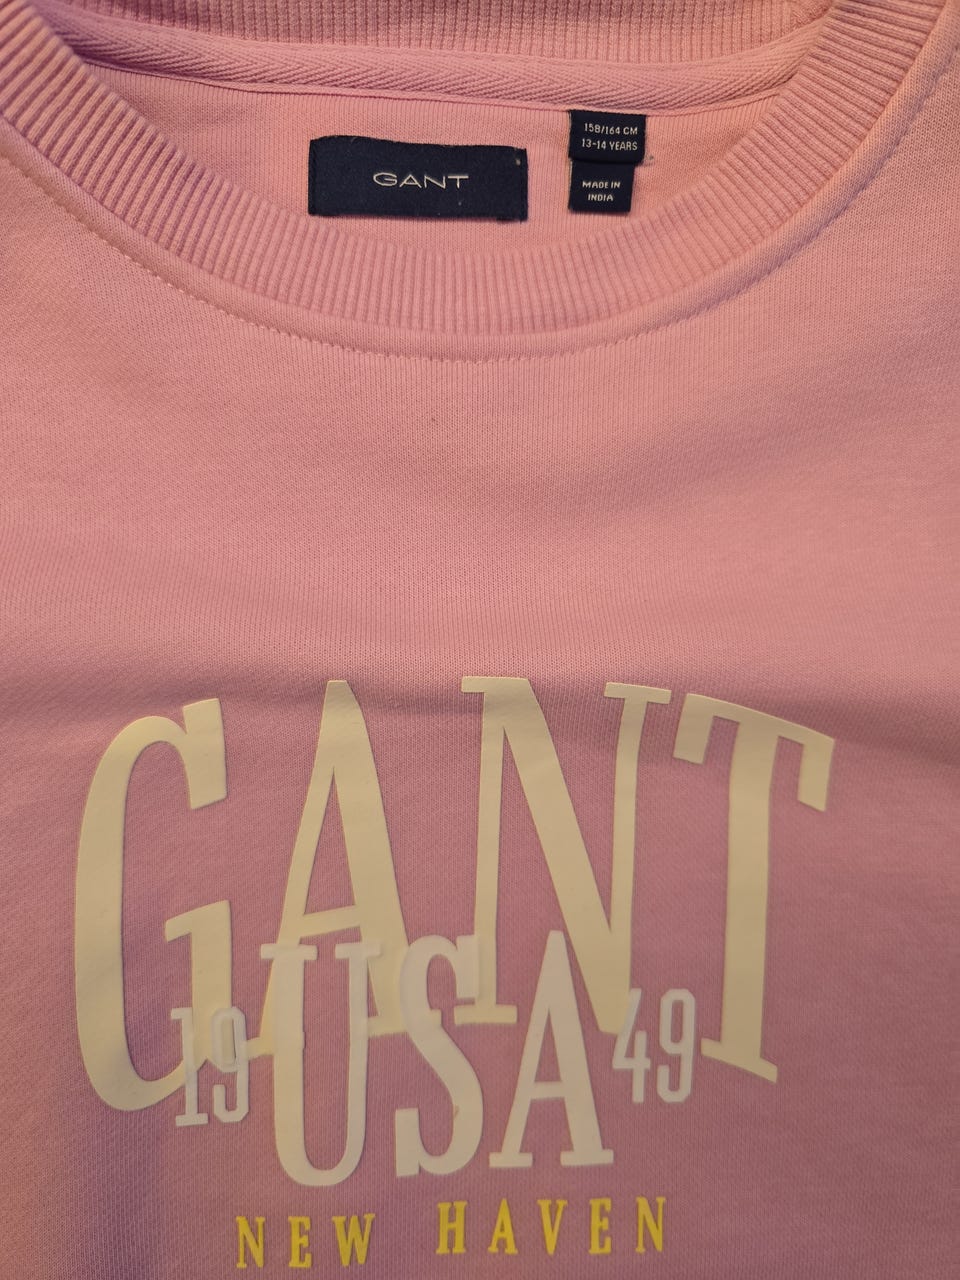 GANT
158/164 CM
13-14 YEARS
MADE IN
INDIA
GANT
USA
19 49
NEW HAVEN